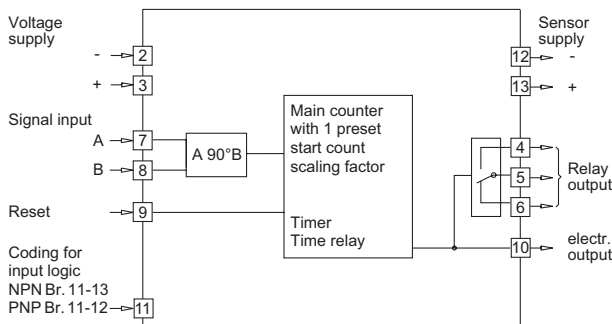 Voltage
supply
-
2
+
3
Signal input
A
7
B
8
A 90°B
Reset
9
Coding for
input logic
NPN Br. 11-13
PNP Br. 11-12
11
Main counter
with 1 preset
start count
scaling factor
Timer
Time relay
Sensor
supply
12
-
13
+
4
5
6
Relay
output
10
electr.
output